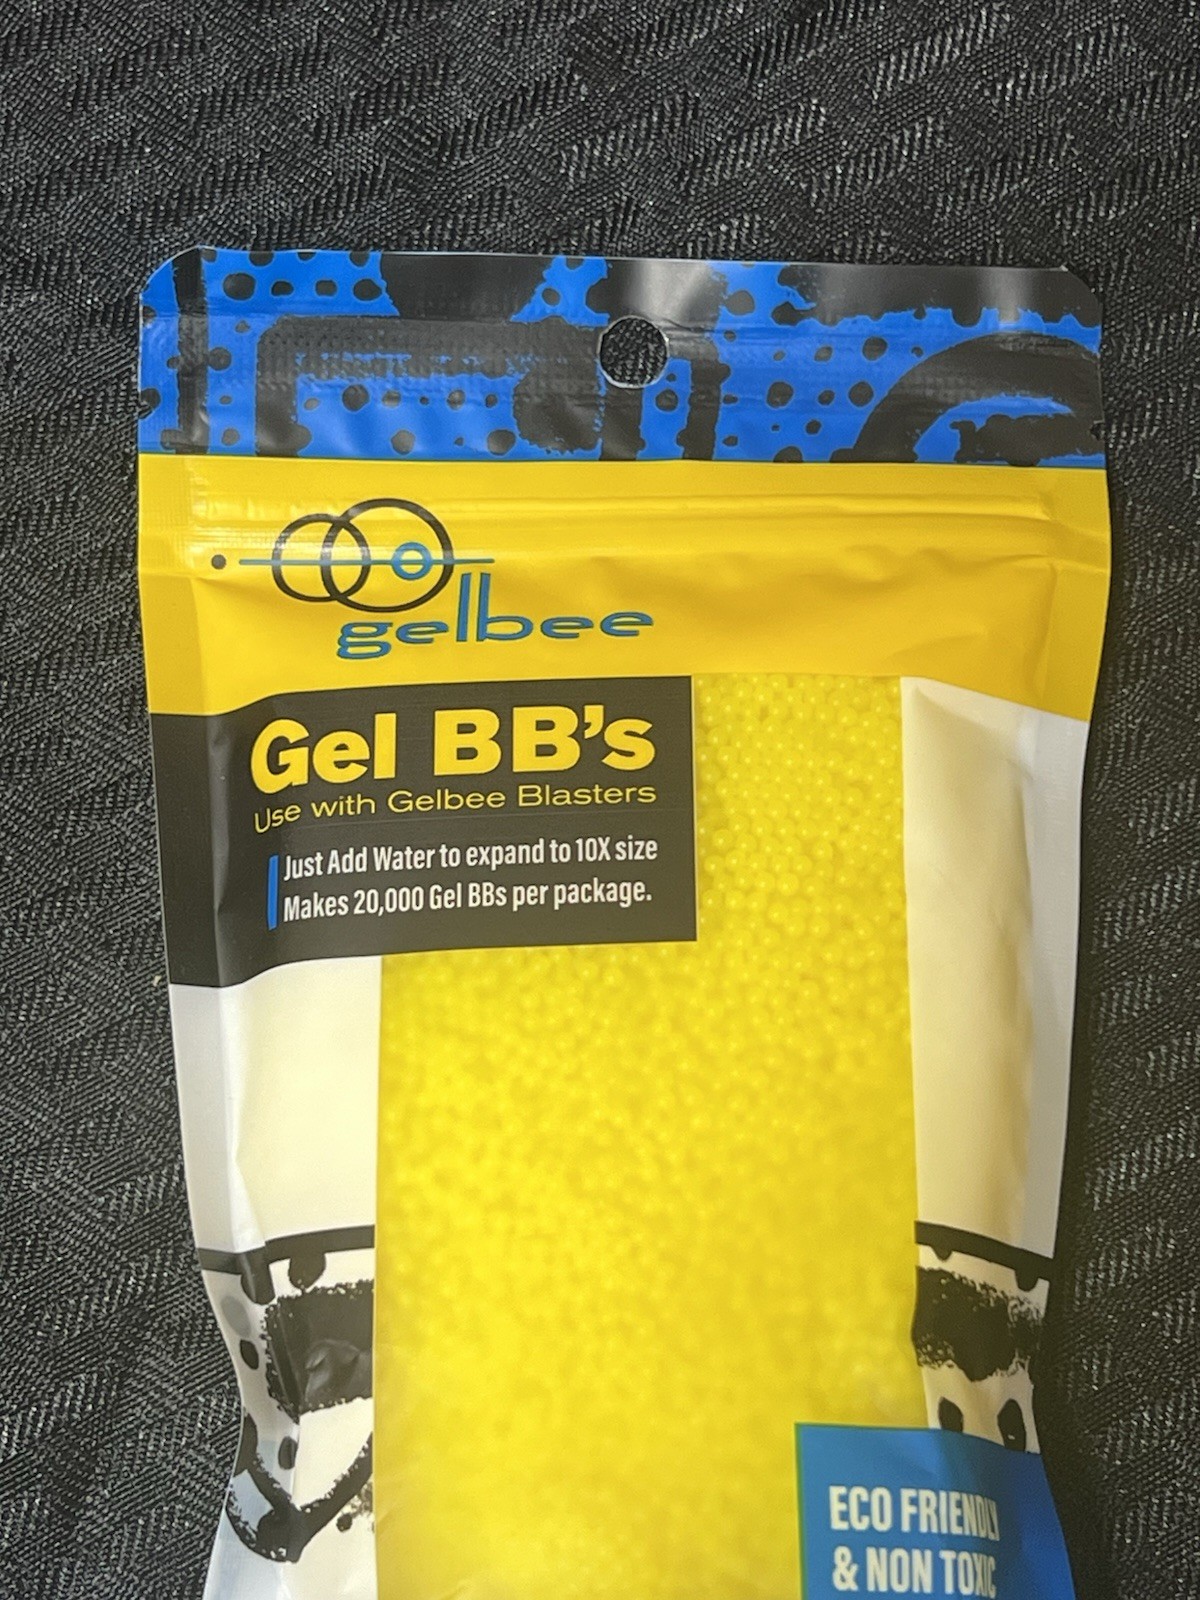 gelbee
Gel BB's
Use with Gelbee Blasters
Just Add Water to expand to 10X size
Makes 20,000 Gel BBs per package.
ECO FRIENDLY
& NON TOXIC